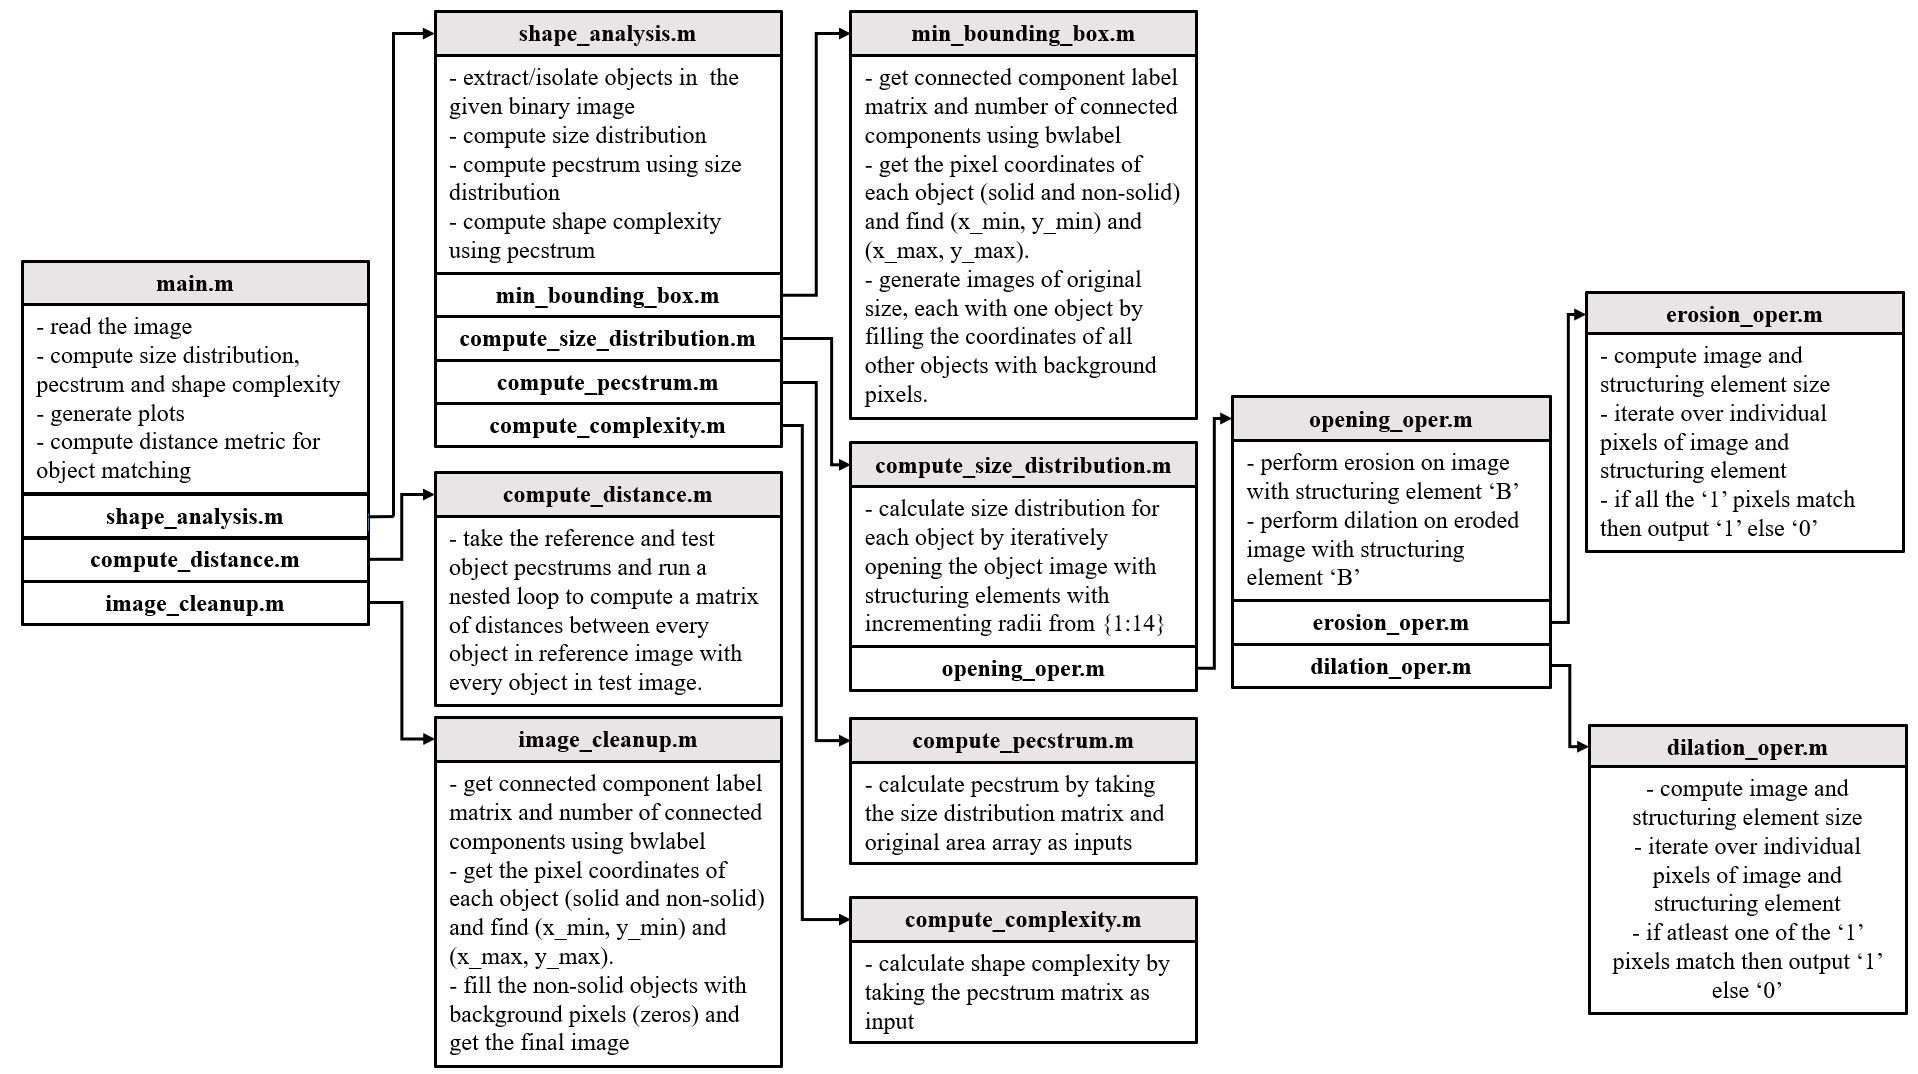 main.m
- read the image
- compute size distribution,
pecstrum and shape complexity
- generate plots
- compute distance metric for
object matching
shape_analysis.m
compute_distance.m
image_cleanup.m
shape_analysis.m
- extract/isolate objects in the
given binary image
- compute size distribution
- compute pecstrum using size
distribution
- compute shape complexity
using pecstrum
min_bounding_box.m
compute_size_distribution.m
compute_pecstrum.m
compute_complexity.m
compute_distance.m
- take the reference and test
object pecstrums and run a
nested loop to compute a matrix
of distances between every
object in reference image with
every object in test image.
image_cleanup.m
- get connected component label
matrix and number of connected
components using bwlabel
- get the pixel coordinates of
each object (solid and non-solid)
and find (x_min, y_min) and
(x_max, y_max).
- fill the non-solid objects with
background pixels (zeros) and
get the final image
min_bounding_box.m
- get connected component label
matrix and number of connected
components using bwlabel
- get the pixel coordinates of
each object (solid and non-solid)
and find (x_min, y_min) and
(x_max, y_max).
- generate images of original
size, each with one object by
filling the coordinates of all
other objects with background
pixels.
compute_size_distribution.m
- calculate size distribution for
each object by iteratively
opening the object image with
structuring elements with
incrementing radii from {1:14}
opening_oper.m
compute_pecstrum.m
- calculate pecstrum by taking
the size distribution matrix and
original area array as inputs
compute_complexity.m
- calculate shape complexity by
taking the pecstrum matrix as
input
opening_oper.m
- perform erosion on image
with structuring element ‘B’
- perform dilation on eroded
image with structuring
element ‘B’
erosion_oper.m
dilation_oper.m
erosion_oper.m
- compute image and
structuring element size
- iterate over individual
pixels of image and
structuring element
- if all the ‘1’ pixels match
then output ‘1’ else ‘0’
dilation_oper.m
- compute image and
structuring element size
- iterate over individual
pixels of image and
structuring element
- if atleast one of the ‘1’
pixels match then output ‘1’
else ‘0’